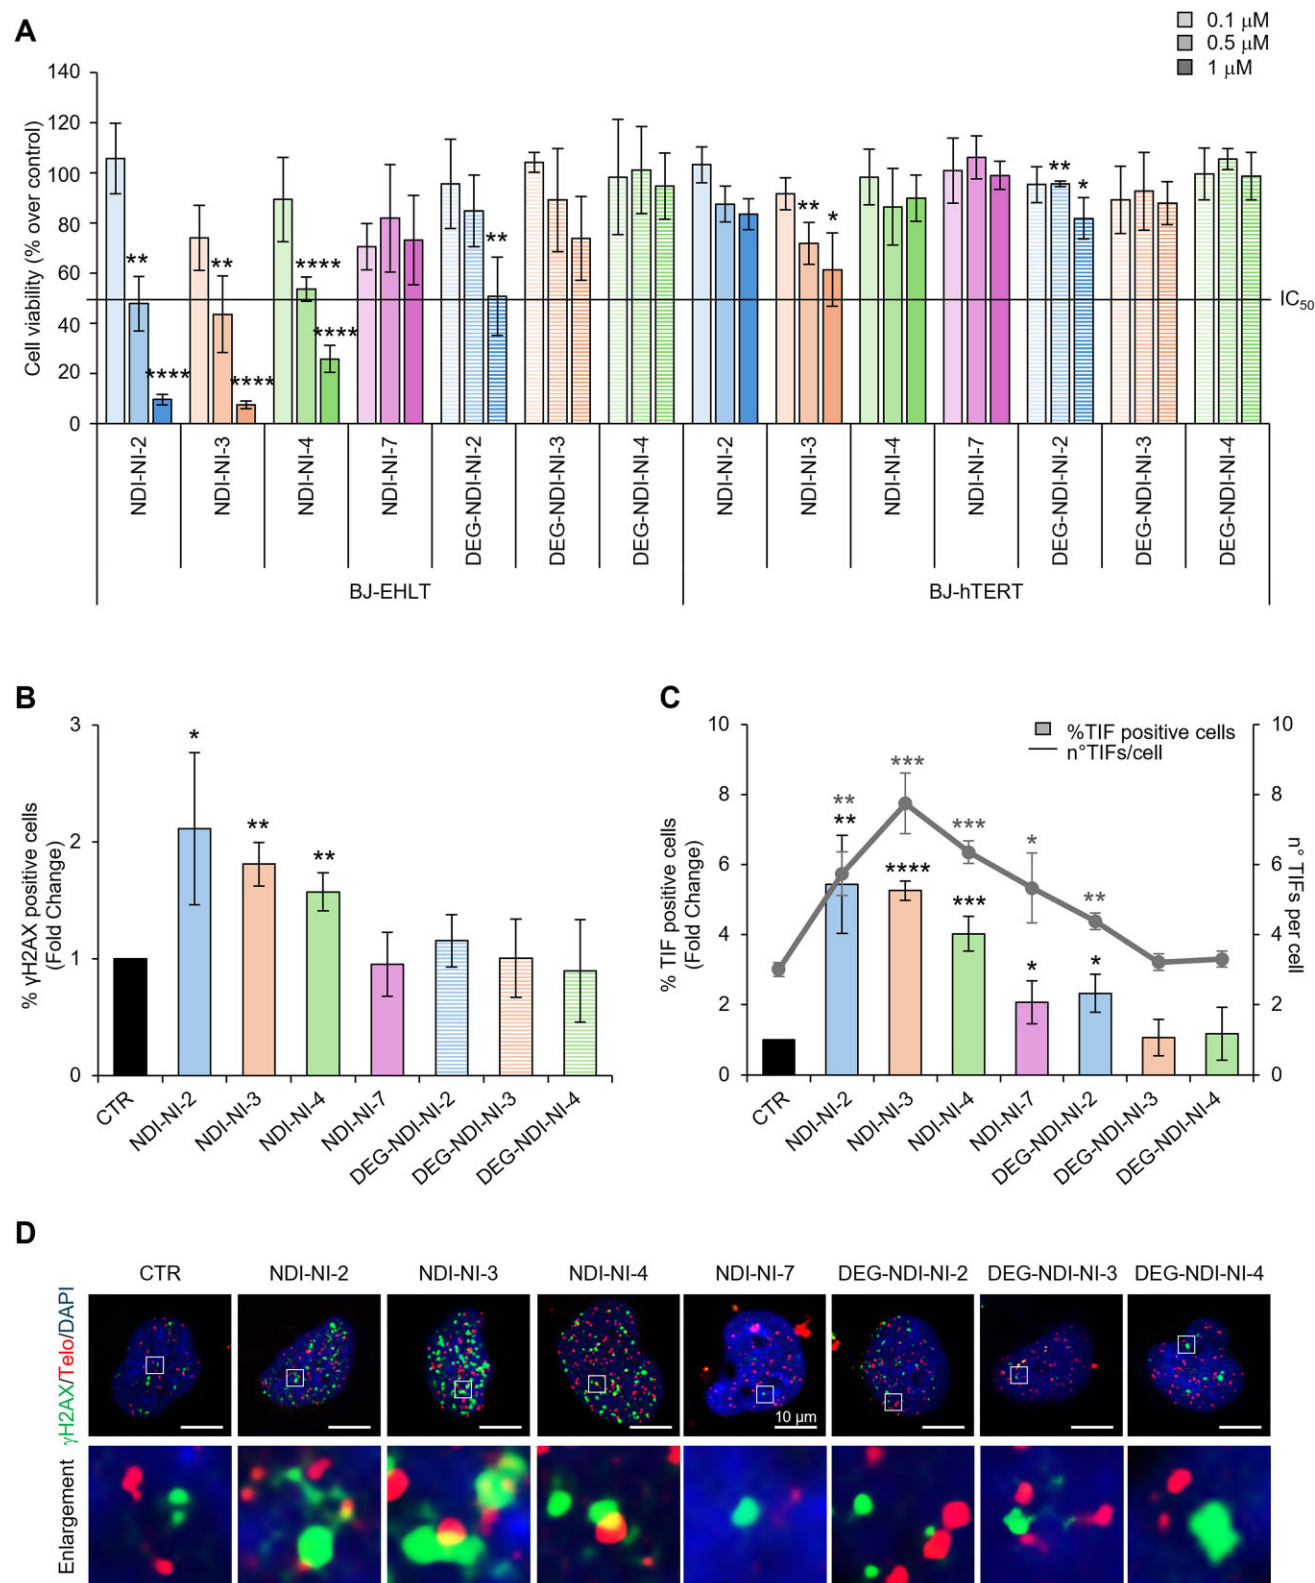 A
0.1 μM
0.5 μM
1 μM
140
120
100
80
60
40
20
0
Cell viability (% over control)
** **** ** **** **** **** ** ** * ** *
IC50
NDI-NI-2
NDI-NI-3
NDI-NI-4
NDI-NI-7
DEG-NDI-NI-2
DEG-NDI-NI-3
DEG-NDI-NI-4
NDI-NI-2
NDI-NI-3
NDI-NI-4
NDI-NI-7
DEG-NDI-NI-2
DEG-NDI-NI-3
DEG-NDI-NI-4
BJ-EHLT
BJ-hTERT
B
3
2
1
0
% γH2AX positive cells
(Fold Change)
* ** **
CTR
NDI-NI-2
NDI-NI-3
NDI-NI-4
NDI-NI-7
DEG-NDI-NI-2
DEG-NDI-NI-3
DEG-NDI-NI-4
C
%TIF positive cells
n°TIFs/cell
10
8
6
4
2
0
% TIF positive cells
(Fold Change)
** *** *** * **
** **** *** * *
10
8
6
4
2
0
n° TIFs per cell
CTR
NDI-NI-2
NDI-NI-3
NDI-NI-4
NDI-NI-7
DEG-NDI-NI-2
DEG-NDI-NI-3
DEG-NDI-NI-4
D
CTR NDI-NI-2 NDI-NI-3 NDI-NI-4 NDI-NI-7 DEG-NDI-NI-2 DEG-NDI-NI-3 DEG-NDI-NI-4
γH2AX/Telo/DAPI
10 μm
Enlargement